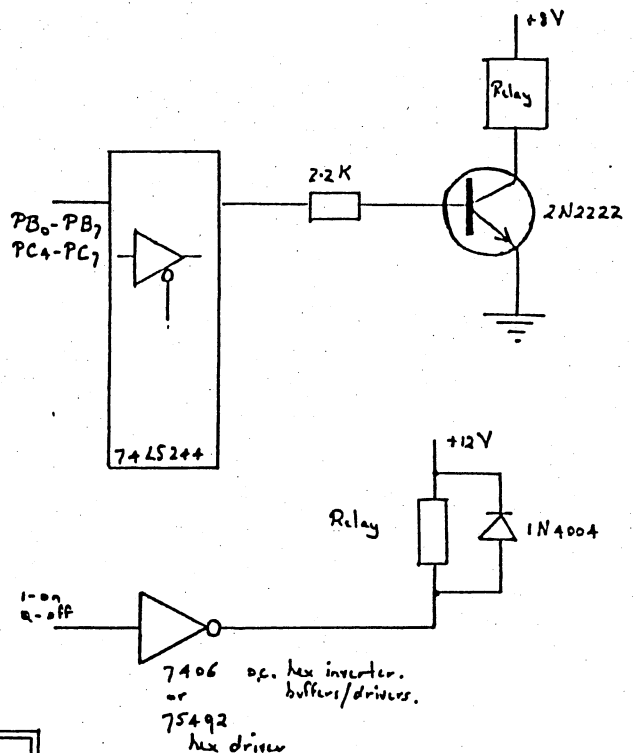 +8V
Relay
2.2K
2N2222
PB0-PB7
PC4-PC7
74LS244
+12V
Relay
1N4004
1-on
0-off
7406 o.c. hex inverter.
or buffers/drivers.
75492
hex driver